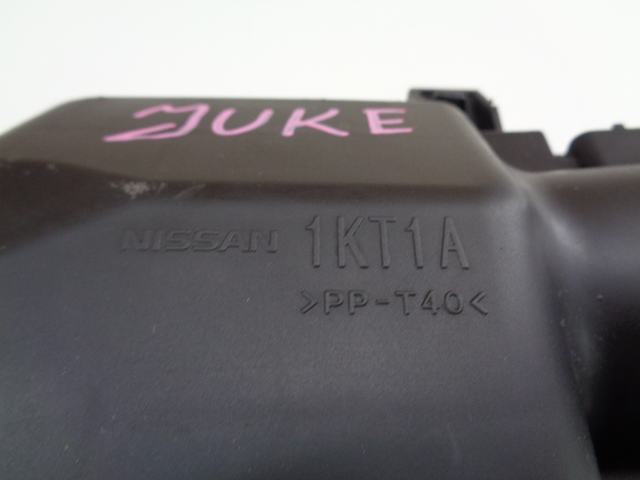 JUKE
NISSAN 1KT1A
>PP-T40<